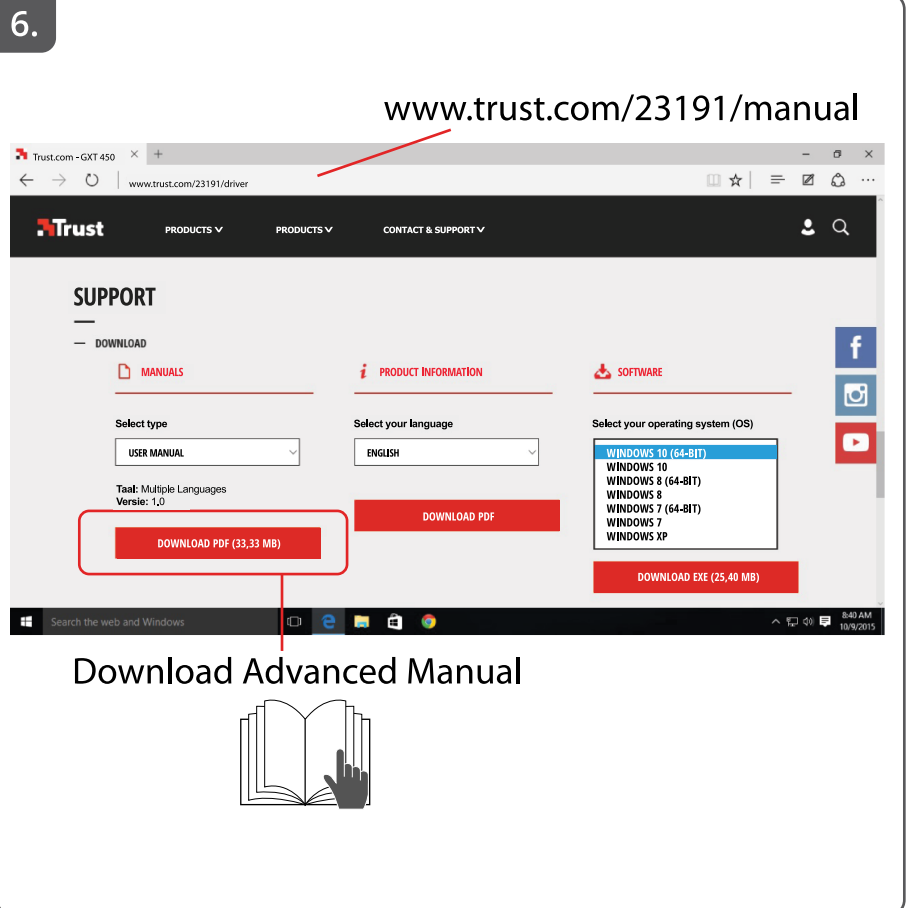 6.
www.trust.com/23191/manual
Trust.com - GXT 450
www.trust.com/23191/driver
Trust PRODUCTS PRODUCTS CONTACT & SUPPORT
SUPPORT
DOWNLOAD
MANUALS
Select type
USER MANUAL
Taal: Multiple Languages
Versie: 1,0
DOWNLOAD PDF (33,33 MB)
PRODUCT INFORMATION
Select your language
ENGLISH
DOWNLOAD PDF
SOFTWARE
Select your operating system (OS)
WINDOWS 10 (64-BIT)
WINDOWS 10
WINDOWS 8 (64-BIT)
WINDOWS 8
WINDOWS 7 (64-BIT)
WINDOWS 7
WINDOWS XP
DOWNLOAD EXE (25,40 MB)
Search the web and Windows
8:40 AM
10/9/2015
Download Advanced Manual